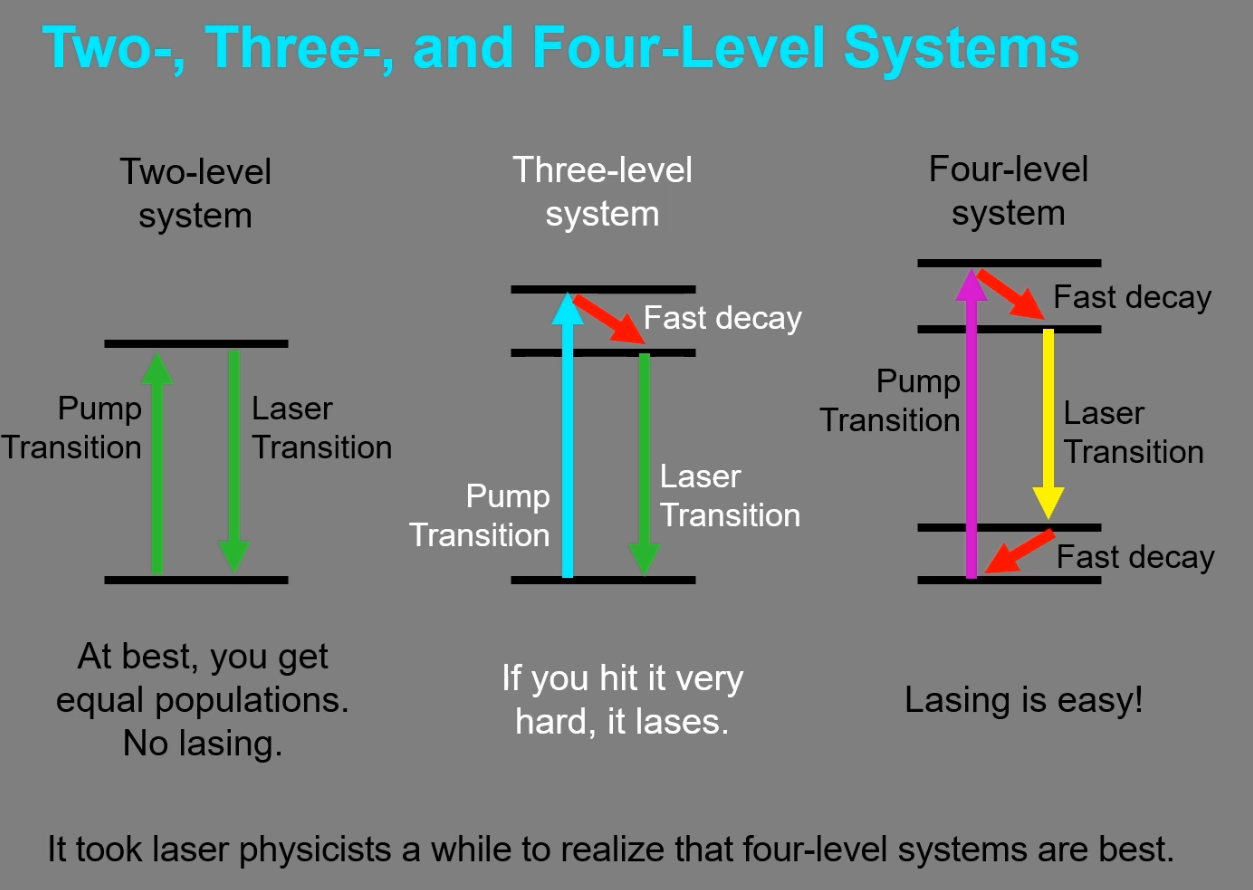 Two-, Three-, and Four-Level Systems
Two-level
system
Pump
Transition
Laser
Transition
At best, you get
equal populations.
No lasing.
Three-level
system
Fast decay
Pump
Transition
Laser
Transition
If you hit it very
hard, it lases.
Four-level
system
Fast decay
Pump
Transition
Laser
Transition
Fast decay
Lasing is easy!
It took laser physicists a while to realize that four-level systems are best.